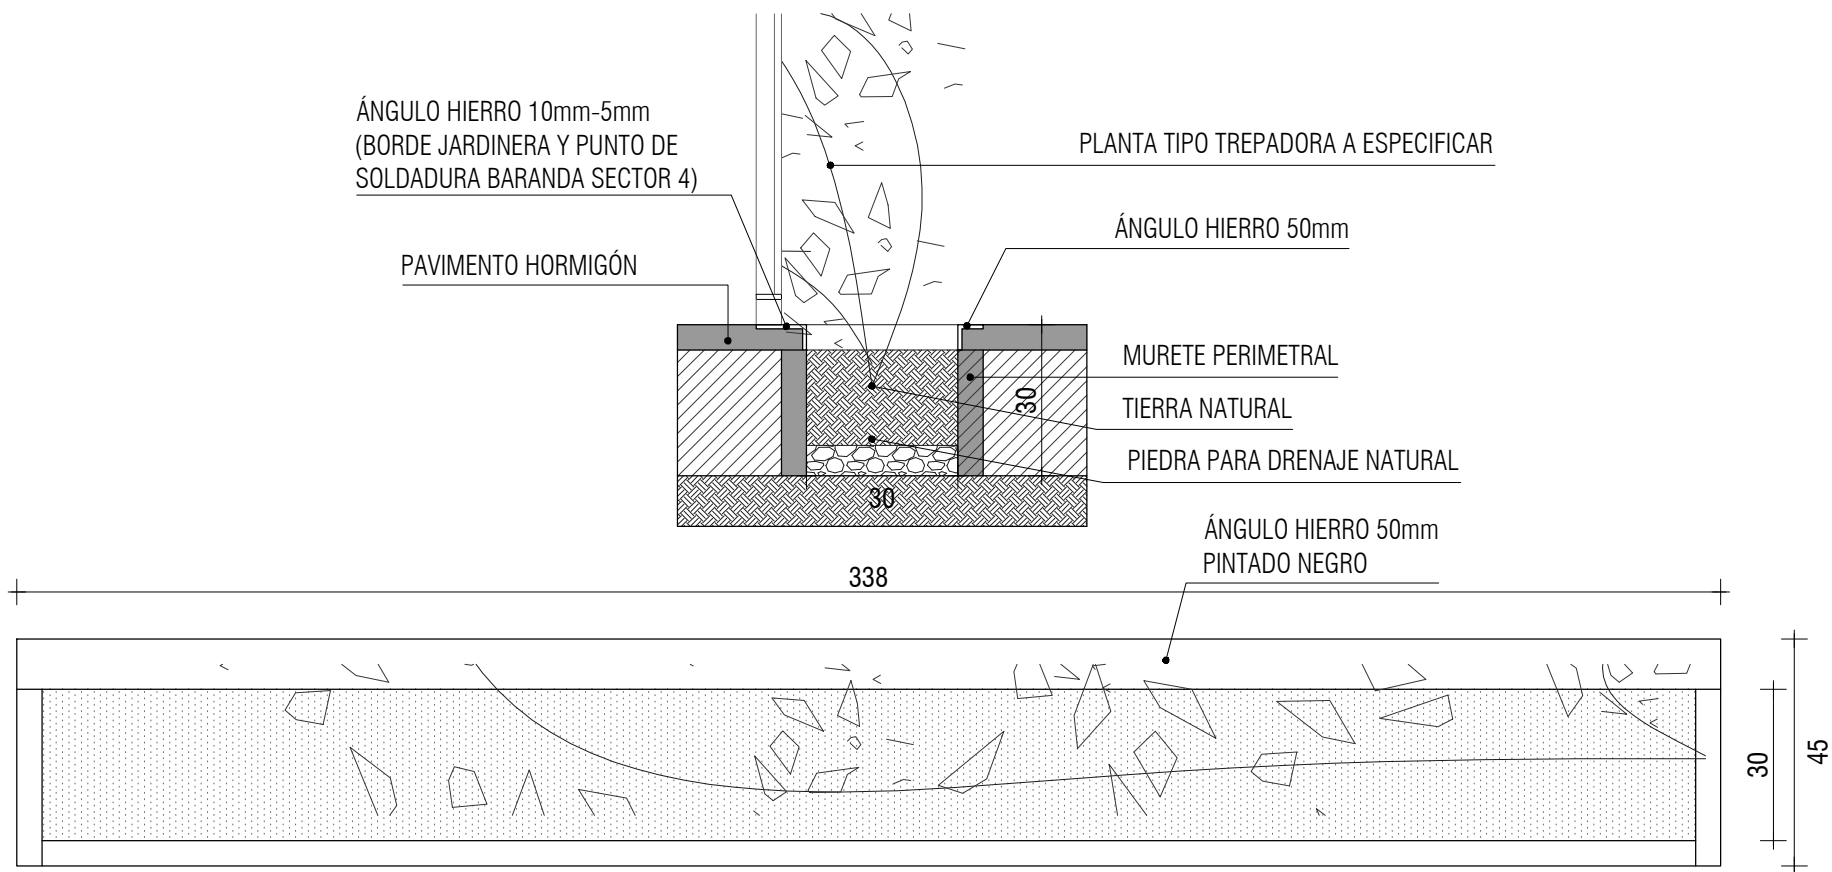 ÁNGULO HIERRO 10mm-5mm
(BORDE JARDINERA Y PUNTO DE
SOLDADURA BARANDA SECTOR 4)
PLANTA TIPO TREPADORA A ESPECIFICAR
ÁNGULO HIERRO 50mm
PAVIMENTO HORMIGÓN
MURETE PERIMETRAL
30
TIERRA NATURAL
PIEDRA PARA DRENAJE NATURAL
30
ÁNGULO HIERRO 50mm
PINTADO NEGRO
338
30
45